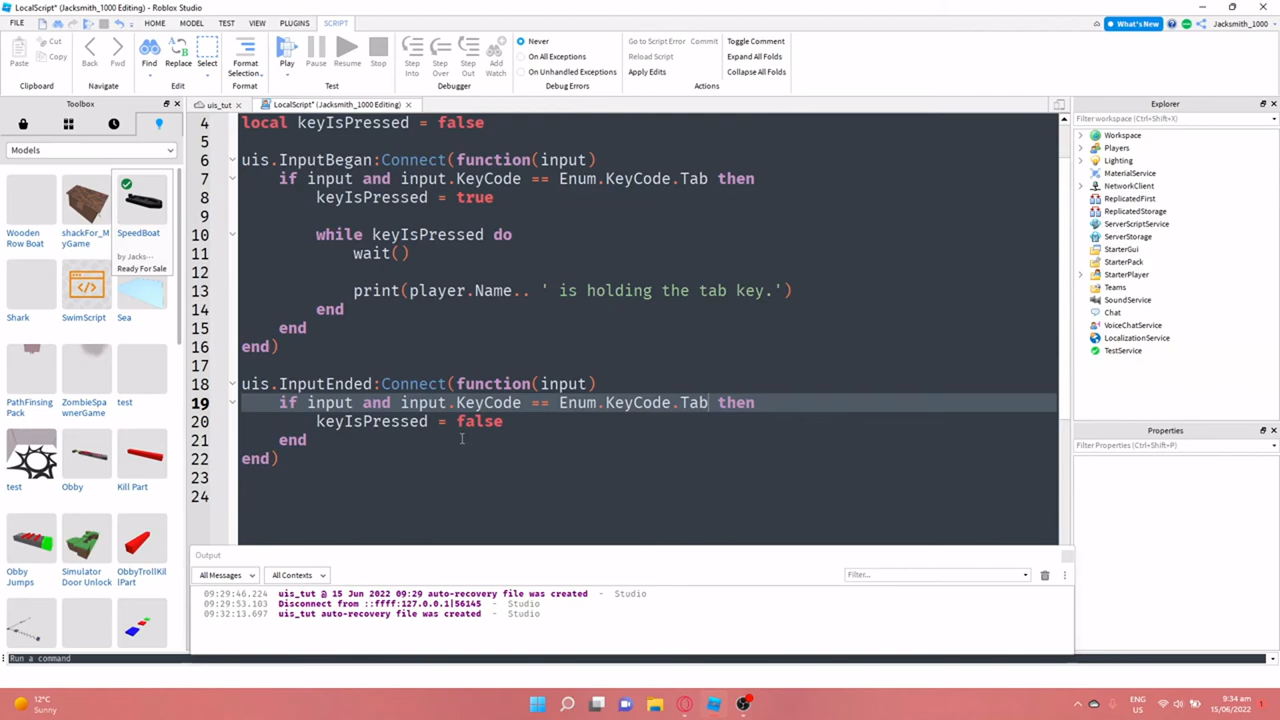 LocalScript* (Jacksmith_1000 Editing) - Roblox Studio
FILE HOME MODEL TEST VIEW PLUGINS SCRIPT What's New Jacksmith_1000
Paste Cut Copy Clipboard
Back Fwd Navigate
Find Replace Select Edit
Format Selection... Format
Play Pause Resume Stop Test
Step Into Step Over Step Out Add Watch Debugger
Never
On All Exceptions
On Unhandled Exceptions
Debug Errors
Go to Script Error Commit Toggle Comment
Reload Script Expand All Folds
Apply Edits Collapse All Folds
Actions
Toolbox
Models
Wooden Row Boat
shackFor_MyGame
SpeedBoat
by Jacks···
Ready For Sale
Shark
SwimScript
Sea
PathFinsing Pack
ZombieSpawnerGame
test
test
Obby
Kill Part
Obby Jumps
Simulator Door Unlock
ObbyTrollKillPart
uis_tut LocalScript* (Jacksmith_1000 Editing)
4 local keyIsPressed = false
5
6 uis.InputBegan:Connect(function(input)
7 if input and input.KeyCode == Enum.KeyCode.Tab then
8 keyIsPressed = true
9
10 while keyIsPressed do
11 wait()
12
13 print(player.Name.. ' is holding the tab key.')
14 end
15 end
16 end)
17
18 uis.InputEnded:Connect(function(input)
19 if input and input.KeyCode == Enum.KeyCode.Tab then
20 keyIsPressed = false
21 end
22 end)
23
24
Output
All Messages All Contexts Filter...
09:29:46.224 uis_tut @ 15 Jun 2022 09:29 auto-recovery file was created - Studio
09:29:53.103 Disconnect from ::ffff:127.0.0.1|56145 - Studio
09:32:13.697 uis_tut auto-recovery file was created - Studio
Explorer
Filter workspace (Ctrl+Shift+X)
Workspace
Players
Lighting
MaterialService
NetworkClient
ReplicatedFirst
ReplicatedStorage
ServerScriptService
ServerStorage
StarterGui
StarterPack
StarterPlayer
Teams
SoundService
Chat
VoiceChatService
LocalizationService
TestService
Properties
Filter Properties (Ctrl+Shift+P)
Run a command
12°C
Sunny
ENG
US
9:34 am
15/06/2022
1